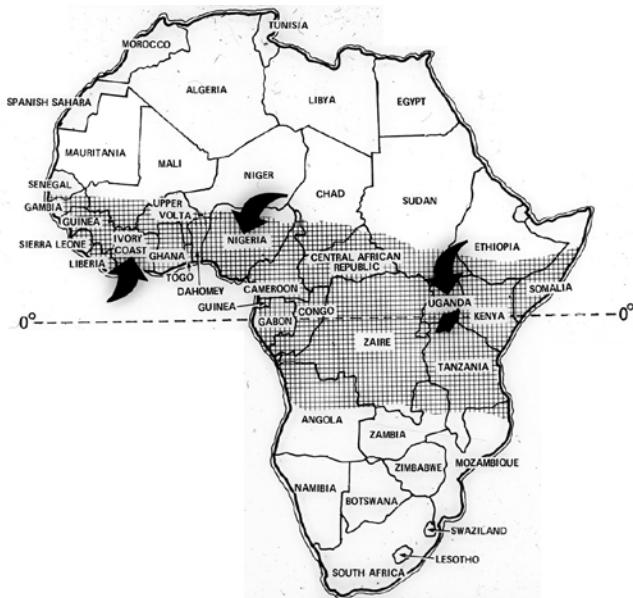 TUNISIA
MOROCCO
ALGERIA
LIBYA
EGYPT
SPANISH SAHARA
MAURITANIA
MALI
NIGER
CHAD
SUDAN
SENEGAL
GAMBIA
UPPER
VOLTA
GUINEA
NIGERIA
ETHIOPIA
SIERRA LEONE
IVORY
COAST
GHANA
CENTRAL AFRICAN
REPUBLIC
LIBERIA
TOGO
DAHOMEY
CAMEROON
SOMALIA
GUINEA
UGANDA
KENYA
CONGO
GABON
0°
0°
ZAIRE
TANZANIA
ANGOLA
ZAMBIA
MOZAMBIQUE
ZIMBABWE
NAMIBIA
BOTSWANA
SWAZILAND
LESOTHO
SOUTH AFRICA